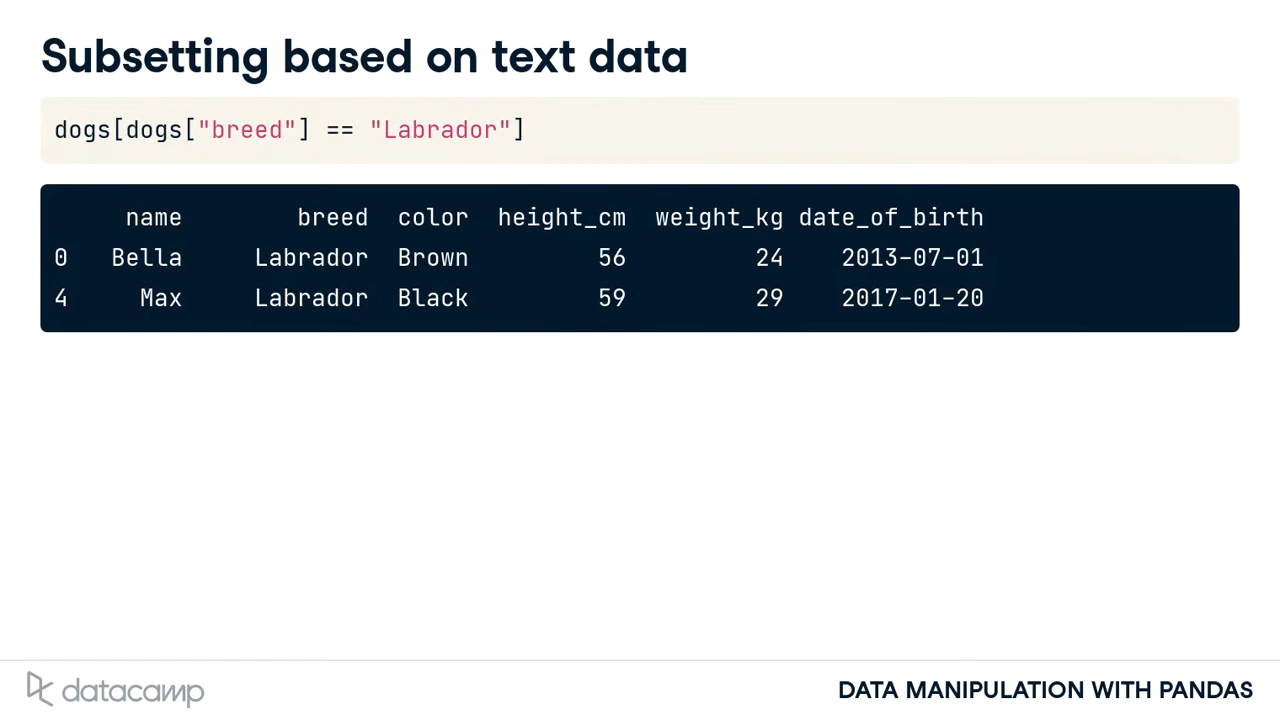 Subsetting based on text data
dogs[dogs["breed"] == "Labrador"]
name breed color height_cm weight_kg date_of_birth
0 Bella Labrador Brown 56 24 2013-07-01
4 Max Labrador Black 59 29 2017-01-20
datacamp
DATA MANIPULATION WITH PANDAS